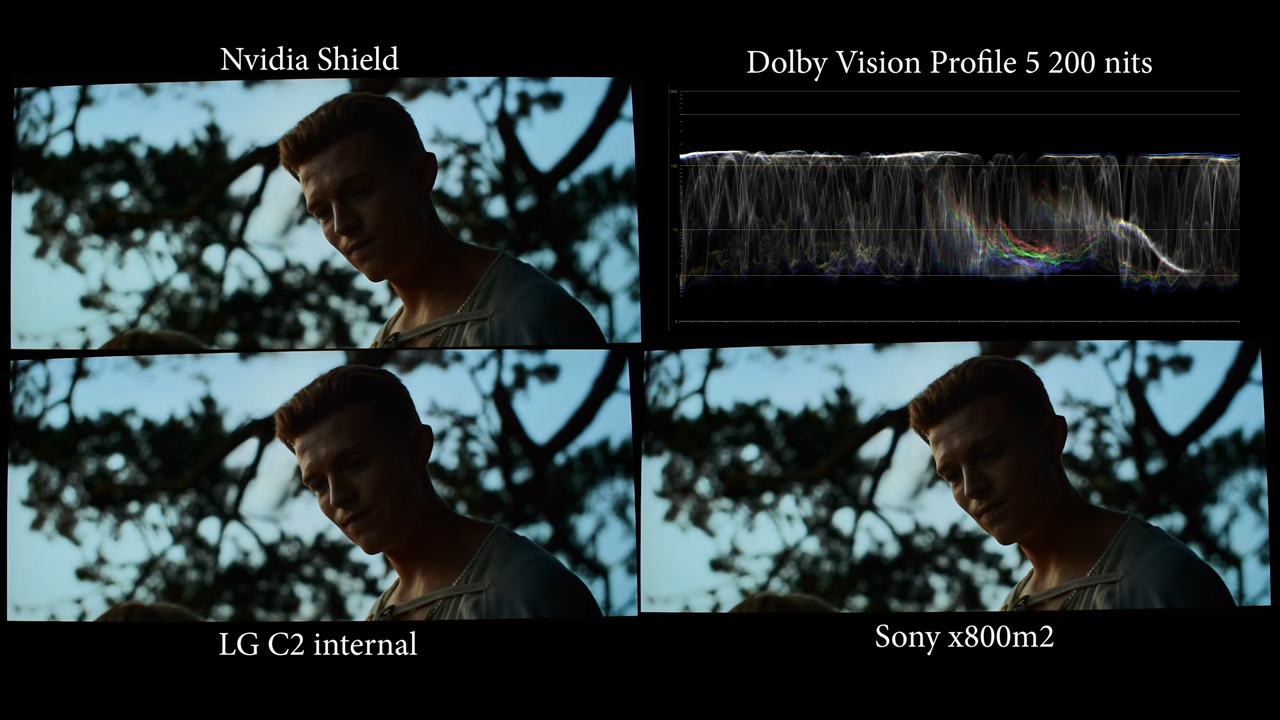 Nvidia Shield
Dolby Vision Profile 5 200 nits
LG C2 internal
Sony x800m2